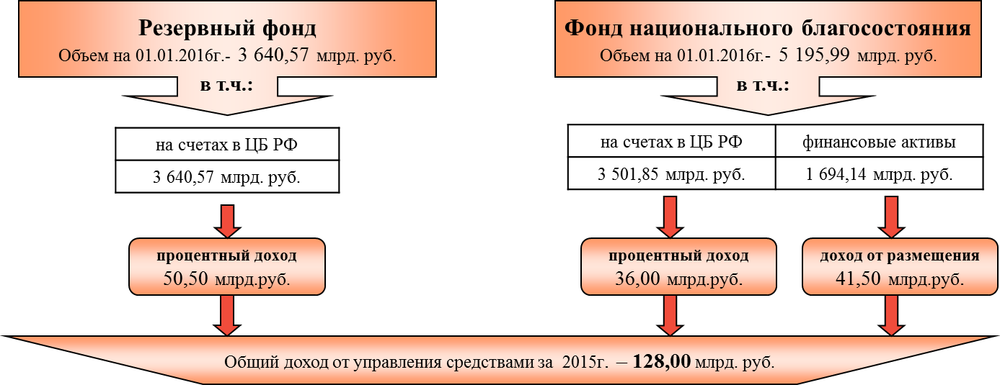 Резервный фонд
Объем на 01.01.2016г.- 3 640,57 млрд. руб.
в т.ч.:
на счетах в ЦБ РФ
3 640,57 млрд. руб.
процентный доход
50,50 млрд.руб.
Фонд национального благосостояния
Объем на 01.01.2016г.- 5 195,99 млрд. руб.
в т.ч.:
на счетах в ЦБ РФ
финансовые активы
3 501,85 млрд. руб.
1 694,14 млрд. руб.
процентный доход
36,00 млрд.руб.
доход от размещения
41,50 млрд.руб.
Общий доход от управления средствами за 2015г. – 128,00 млрд. руб.